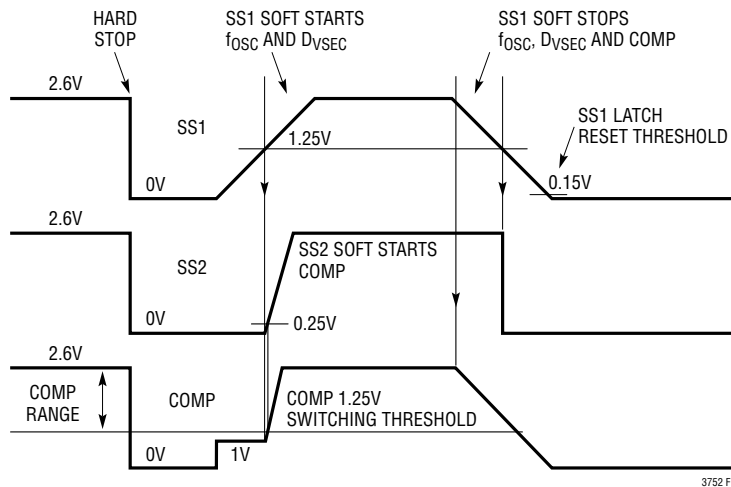 HARD
STOP
SS1 SOFT STARTS
fOSC AND DVSEC
SS1 SOFT STOPS
fOSC, DVSEC AND COMP
2.6V
SS1
1.25V
SS1 LATCH
RESET THRESHOLD
0V
0.15V
2.6V
SS2
SS2 SOFT STARTS
COMP
0V
0.25V
2.6V
COMP
RANGE
COMP
COMP 1.25V
SWITCHING THRESHOLD
0V
1V
3752 F